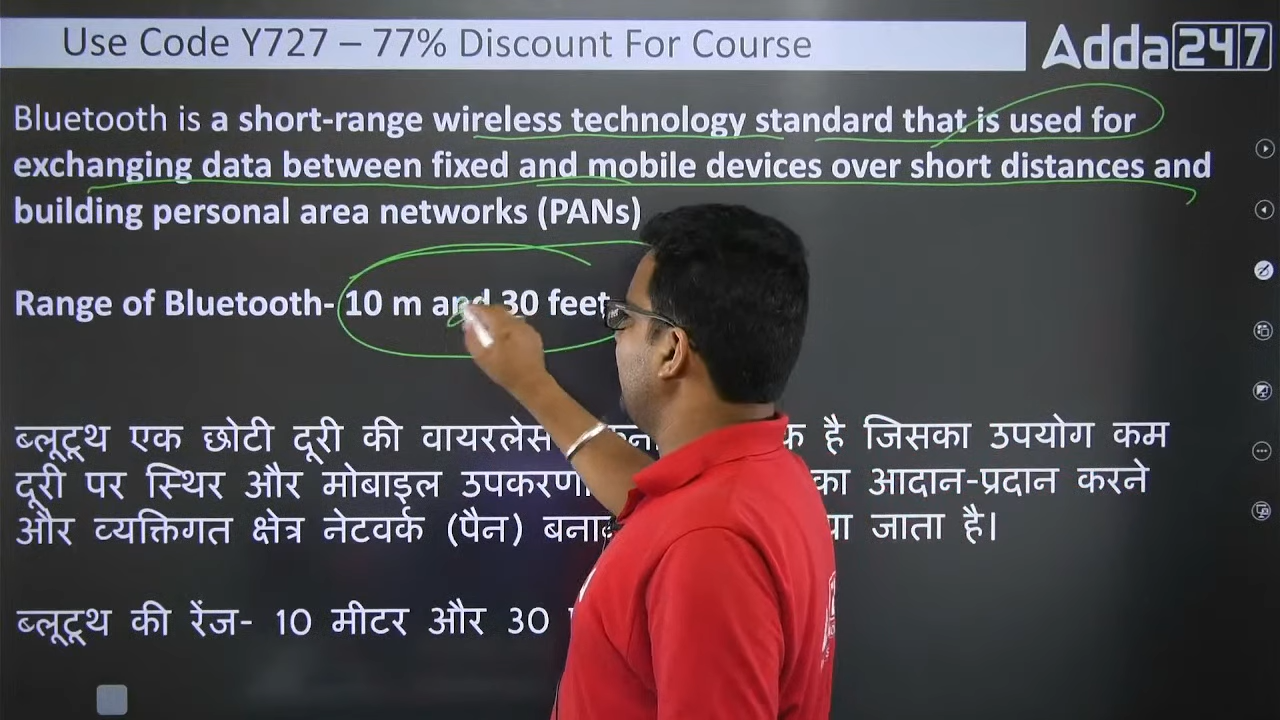 Use Code Y727 – 77% Discount For Course
Adda247
Bluetooth is a short-range wireless technology standard that is used for
exchanging data between fixed and mobile devices over short distances and
building personal area networks (PANs)
Range of Bluetooth- 10 m and 30 feet
ब्लूटूथ एक छोटी दूरी की वायरलेस है जिसका उपयोग कम
दूरी पर स्थिर और मोबाइल का आदान-प्रदान करने
और व्यक्तिगत क्षेत्र नेटवर्क (पैन) जाता है।
ब्लूटूथ की रेंज- 10 मीटर और 30